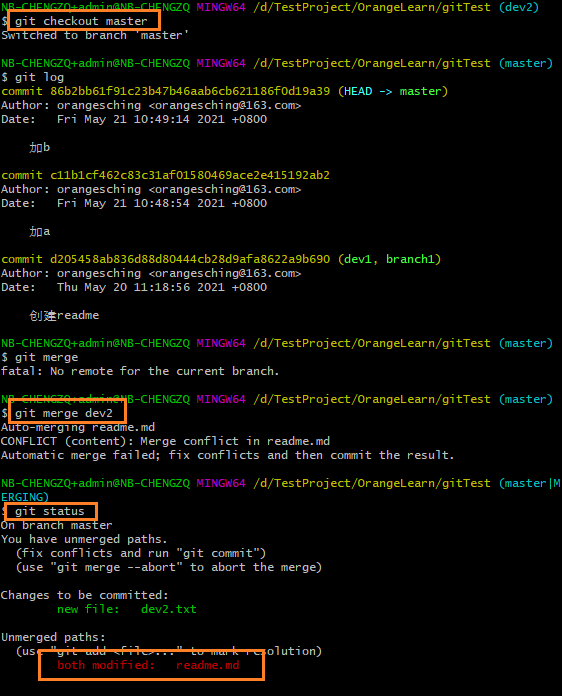 NB-CHENGZQ+admin@NB-CHENGZQ MINGW64 /d/TestProject/OrangeLearn/gitTest (dev2)
$ git checkout master
Switched to branch 'master'
NB-CHENGZQ+admin@NB-CHENGZQ MINGW64 /d/TestProject/OrangeLearn/gitTest (master)
$ git log
commit 86b2bb61f91c23b47b46aab6cb621186f0d19a39 (HEAD -> master)
Author: orangesching <orangesching@163.com>
Date:   Fri May 21 10:49:14 2021 +0800
加b
commit c11b1cf462c83c31af01580469ace2e415192ab2
Author: orangesching <orangesching@163.com>
Date:   Fri May 21 10:48:54 2021 +0800
加a
commit d205458ab836d88d80444cb28d9afa8622a9b690 (dev1, branch1)
Author: orangesching <orangesching@163.com>
Date:   Thu May 20 11:18:56 2021 +0800
创建readme
NB-CHENGZQ+admin@NB-CHENGZQ MINGW64 /d/TestProject/OrangeLearn/gitTest (master)
$ git merge
fatal: No remote for the current branch.
NB-CHENGZQ+admin@NB-CHENGZQ MINGW64 /d/TestProject/OrangeLearn/gitTest (master)
$ git merge dev2
Auto-merging readme.md
CONFLICT (content): Merge conflict in readme.md
Automatic merge failed; fix conflicts and then commit the result.
NB-CHENGZQ+admin@NB-CHENGZQ MINGW64 /d/TestProject/OrangeLearn/gitTest (master|M
ERGING)
$ git status
On branch master
You have unmerged paths.
(fix conflicts and run "git commit")
(use "git merge --abort" to abort the merge)
Changes to be committed:
new file:   dev2.txt
Unmerged paths:
(use "git add <file>..." to mark resolution)
both modified:   readme.md